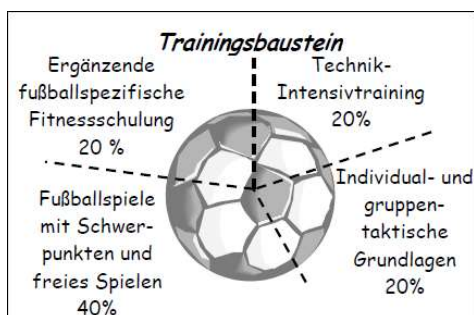 Trainingsbaustein
Ergänzende
fußballspezifische
Fitnessschulung
20 %
Technik-
Intensivtraining
20%
Individual- und
gruppen-
taktische
Grundlagen
20%
Fußballspiele
mit Schwer-
punkten und
freies Spielen
40%